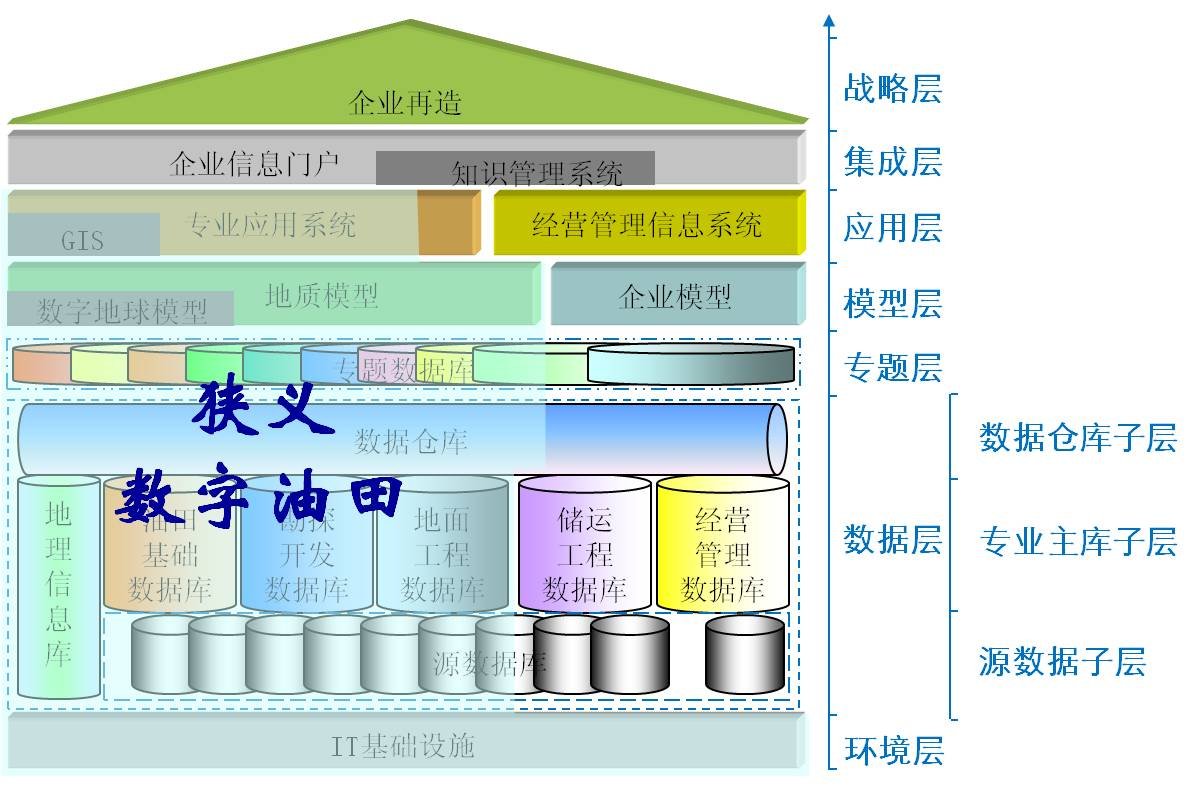 企业再造
战略层
企业信息门户
知识管理系统
集成层
GIS
专业应用系统
经营管理信息系统
应用层
数字地球模型
地质模型
企业模型
模型层
专题数据库
专题层
狭义
数字油田
数据仓库
数据仓库子层
地理信息库
油田
基础
数据库
勘探
开发
数据库
地面
工程
数据库
储运
工程
数据库
经营
管理
数据库
数据层
专业主库子层
源数据库
源数据子层
IT基础设施
环境层